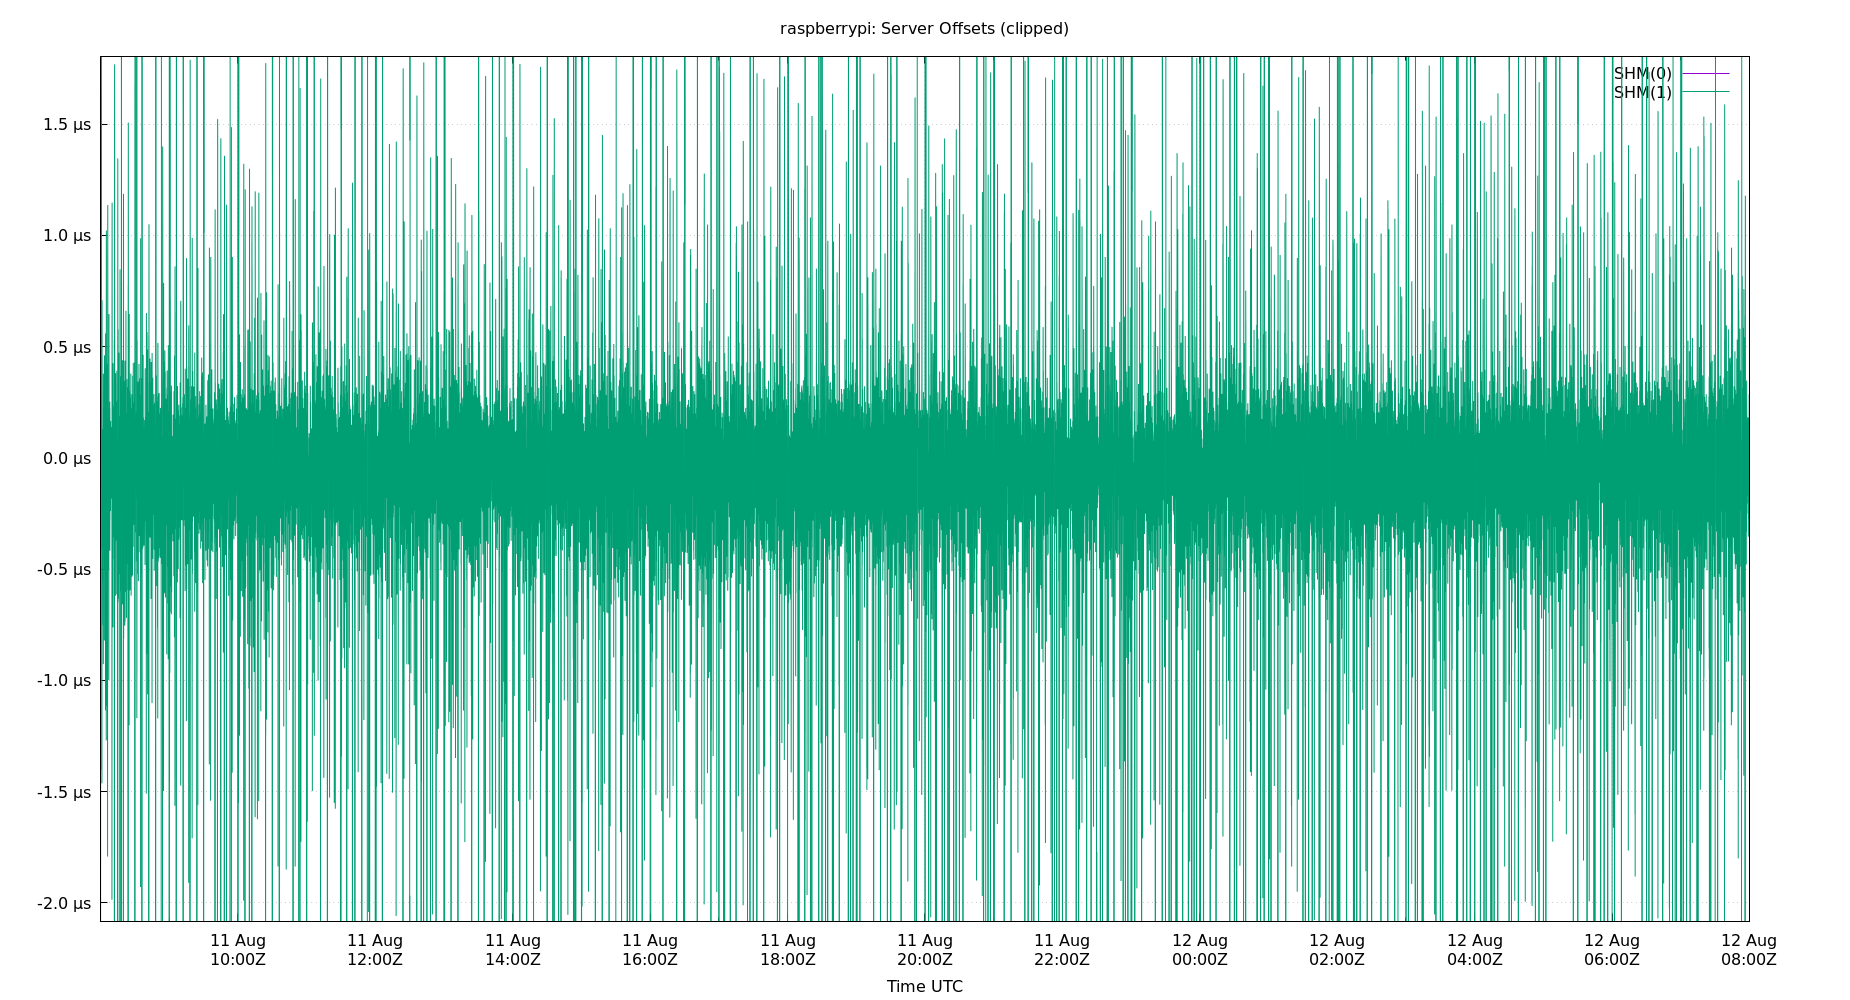 raspberrypi: Server Offsets (clipped)
SHM(0)
SHM(1)
1.5 µs
1.0 µs
0.5 µs
0.0 µs
-0.5 µs
-1.0 µs
-1.5 µs
-2.0 µs
11 Aug 11 Aug 11 Aug 11 Aug 11 Aug 11 Aug 11 Aug 12 Aug 12 Aug 12 Aug 12 Aug 12 Aug
10:00Z 12:00Z 14:00Z 16:00Z 18:00Z 20:00Z 22:00Z 00:00Z 02:00Z 04:00Z 06:00Z 08:00Z
Time UTC